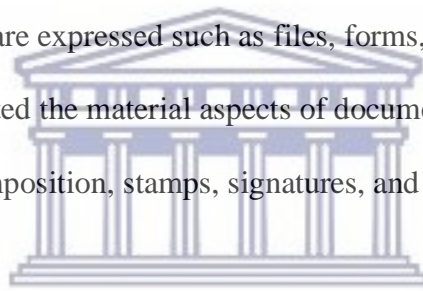 are expressed such as files, forms,
ed the material aspects of docume
position, stamps, signatures, and